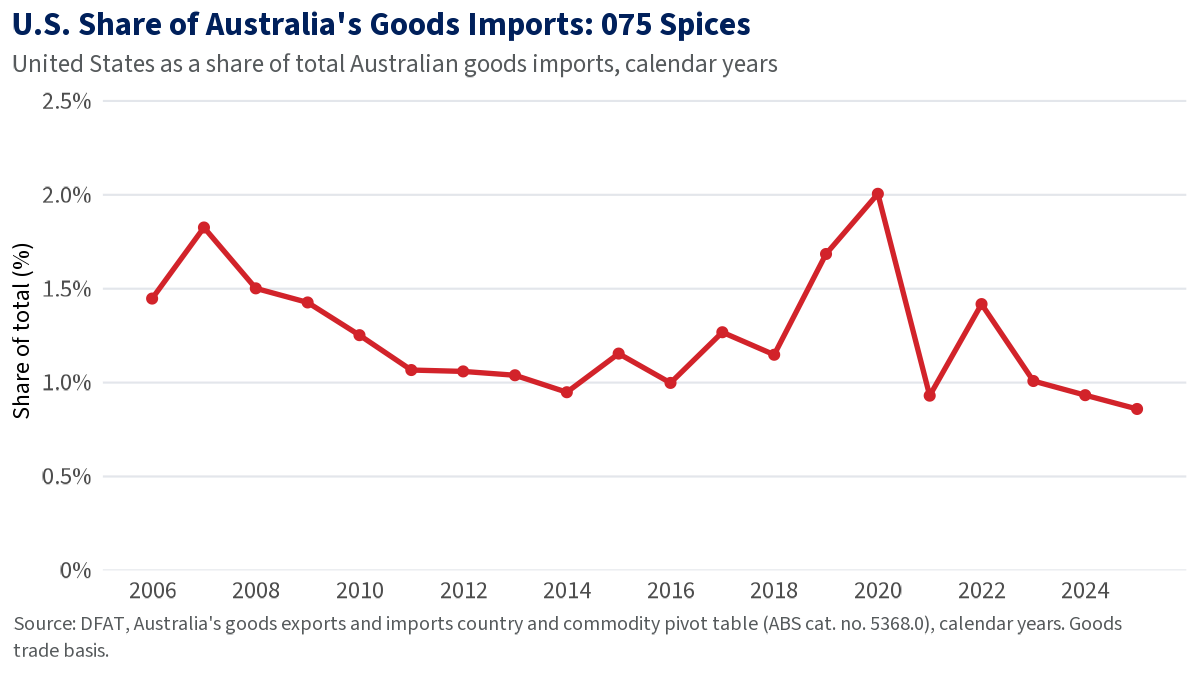 U.S. Share of Australia's Goods Imports: 075 Spices
United States as a share of total Australian goods imports, calendar years
2.5%
2.0%
1.5%
1.0%
0.5%
0%
Share of total (%)
2006 2008 2010 2012 2014 2016 2018 2020 2022 2024
Source: DFAT, Australia's goods exports and imports country and commodity pivot table (ABS cat. no. 5368.0), calendar years. Goods
trade basis.